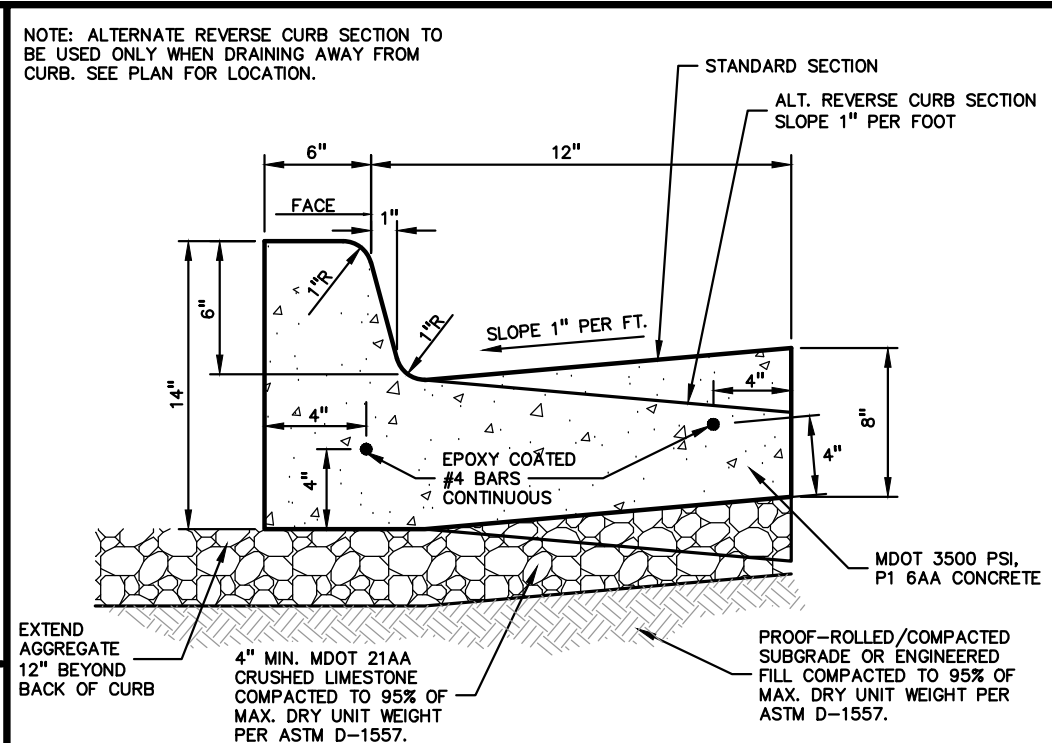 NOTE: ALTERNATE REVERSE CURB SECTION TO
BE USED ONLY WHEN DRAINING AWAY FROM
CURB. SEE PLAN FOR LOCATION.
STANDARD SECTION
ALT. REVERSE CURB SECTION
SLOPE 1" PER FOOT
6"
12"
FACE
1"
1"R
6"
1"R
SLOPE 1" PER FT.
14"
4"
4"
8"
4"
4"
EPOXY COATED
#4 BARS
CONTINUOUS
MDOT 3500 PSI,
P1 6AA CONCRETE
EXTEND
AGGREGATE
12" BEYOND
BACK OF CURB
4" MIN. MDOT 21AA
CRUSHED LIMESTONE
COMPACTED TO 95% OF
MAX. DRY UNIT WEIGHT
PER ASTM D-1557.
PROOF-ROLLED/COMPACTED
SUBGRADE OR ENGINEERED
FILL COMPACTED TO 95% OF
MAX. DRY UNIT WEIGHT PER
ASTM D-1557.